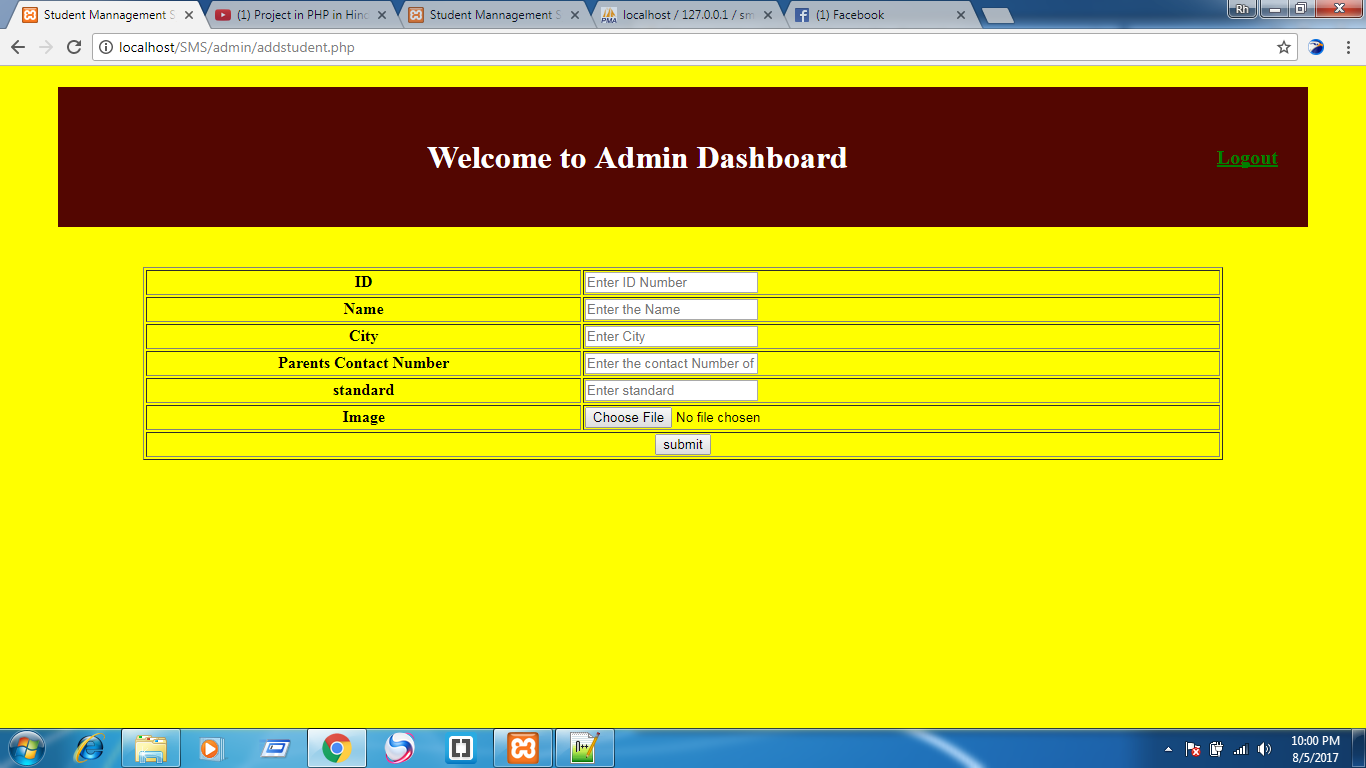 Student Mannagement S
(1) Project in PHP in Hind
Student Mannagement S
localhost / 127.0.0.1 / sm
(1) Facebook
Rh
localhost/SMS/admin/addstudent.php
Welcome to Admin Dashboard
Logout
ID
Enter ID Number
Name
Enter the Name
City
Enter City
Parents Contact Number
Enter the contact Number of
standard
Enter standard
Image
Choose File No file chosen
submit
10:00 PM
8/5/2017